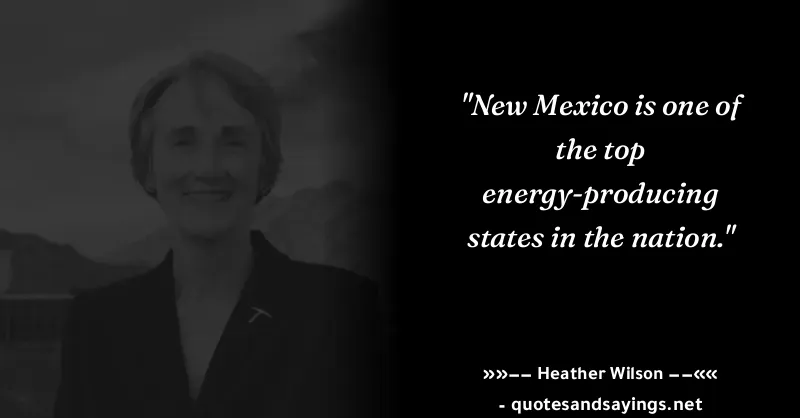 "New Mexico is one of
the top
energy-producing
states in the nation."
»»–– Heather Wilson ––««
- quotesandsayings.net